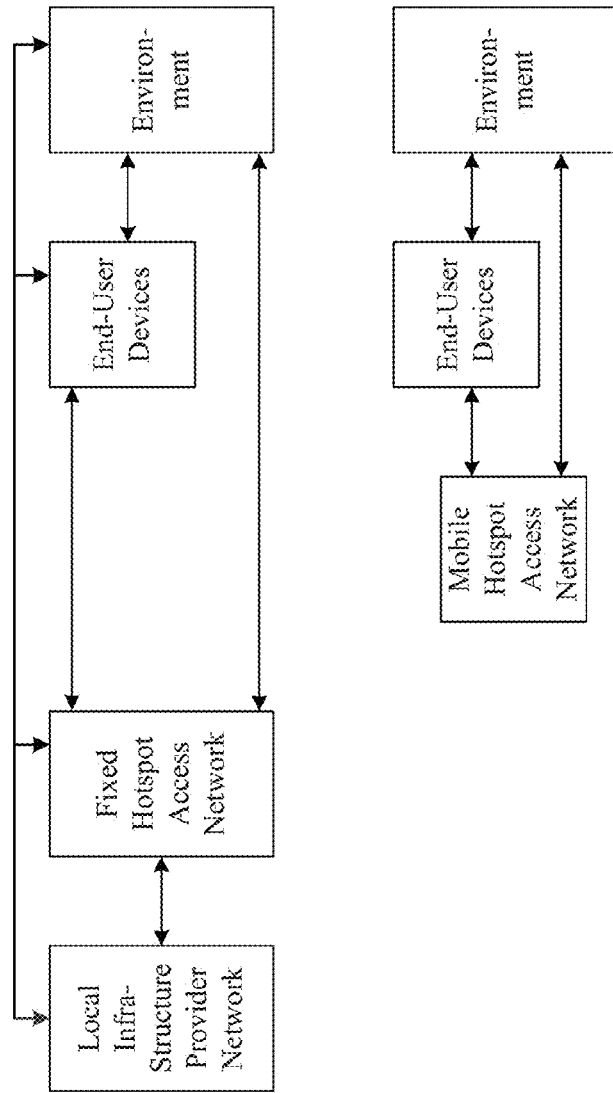 Local
Infra-
Structure
Provider
Network
Fixed
Hotspot
Access
Network
End-User
Devices
Environ-
ment
Mobile
Hotspot
Access
Network
End-User
Devices
Environ-
ment